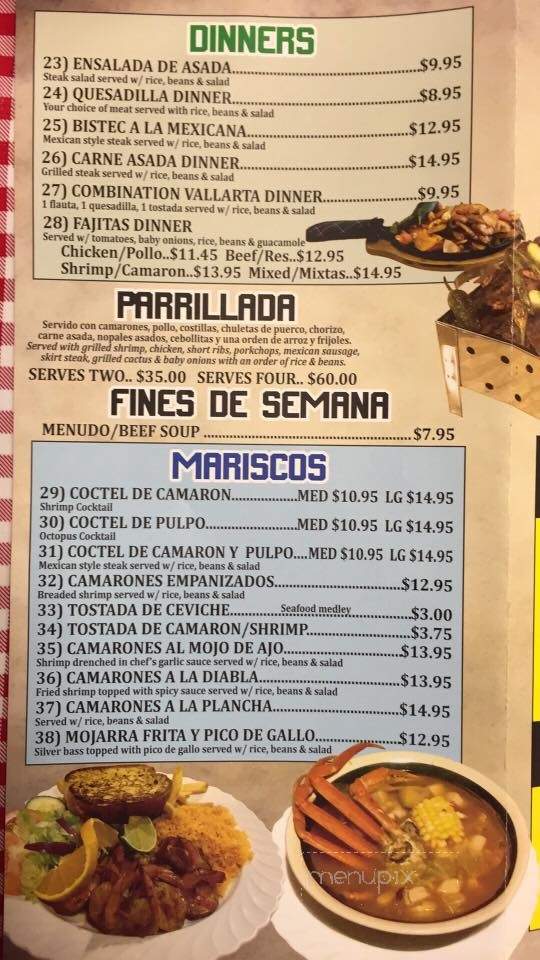 DINNERS
23) ENSALADA DE ASADA..............................$9.95
Steak salad served w/ rice, beans & salad
24) QUESADILLA DINNER..............................$8.95
Your choice of meat served with rice, beans & salad
25) BISTEC A LA MEXICANA..........................$12.95
Mexican style steak served w/ rice, beans & salad
26) CARNE ASADA DINNER............................$14.95
Grilled steak served w/ rice, beans & salad
27) COMBINATION VALLARTA DINNER..................$9.95
1 flauta, 1 quesadilla, 1 tostada served w/ rice, beans & salad
28) FAJITAS DINNER
Served w/ tomatoes, baby onions, rice, beans & guacamole
Chicken/Pollo..$11.45 Beef/Res..$12.95
Shrimp/Camaron..$13.95 Mixed/Mixtas..$14.95
PARRILLADA
Servido con camarones, pollo, costillas, chuletas de puerco, chorizo,
carne asada, nopales asados, cebollitas y una orden de arroz y frijoles.
Served with grilled shrimp, chicken, short ribs, porkchops, mexican sausage,
skirt steak, grilled cactus & baby onions with an order of rice & beans.
SERVES TWO.. $35.00 SERVES FOUR.. $60.00
FINES DE SEMANA
MENUDO/BEEF SOUP ........................................$7.95
MARISCOS
29) COCTEL DE CAMARON.............MED $10.95 LG $14.95
Shrimp Cocktail
30) COCTEL DE PULPO..................MED $10.95 LG $14.95
Octopus Cocktail
31) COCTEL DE CAMARON Y PULPO....MED $10.95 LG $14.95
Mexican style steak served w/ rice, beans & salad
32) CAMARONES EMPANIZADOS.........................$12.95
Breaded shrimp served w/ rice, beans & salad
33) TOSTADA DE CEVICHE............Seafood medley............$3.00
34) TOSTADA DE CAMARON/SHRIMP.....................$3.75
35) CAMARONES AL MOJO DE AJO.......................$13.95
Shrimp drenched in chef's garlic sauce served w/ rice, beans & salad
36) CAMARONES A LA DIABLA...........................$13.95
Fried shrimp topped with spicy sauce served w/ rice, beans & salad
37) CAMARONES A LA PLANCHA........................$14.95
Served w/ rice, beans & salad
38) MOJARRA FRITA Y PICO DE GALLO.................$12.95
Silver bass topped with pico de gallo served w/ rice, beans & salad
menupix